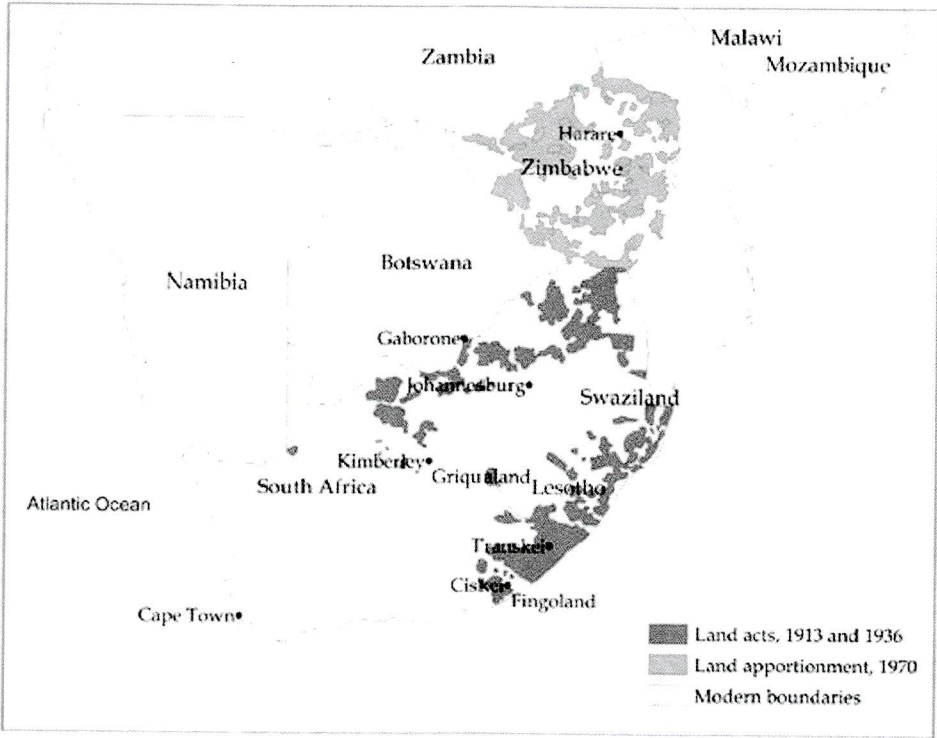 Malawi
Zambia
Mozambique
Harare
Zimbabwe
Botswana
Namibia
Gaborone
Johannesburg
Swaziland
Kimberley
Griqualand
South Africa
Lesotho
Atlantic Ocean
Transkei
Ciskei
Fingoland
Cape Town
Land acts, 1913 and 1936
Land apportionment, 1970
Modern boundaries